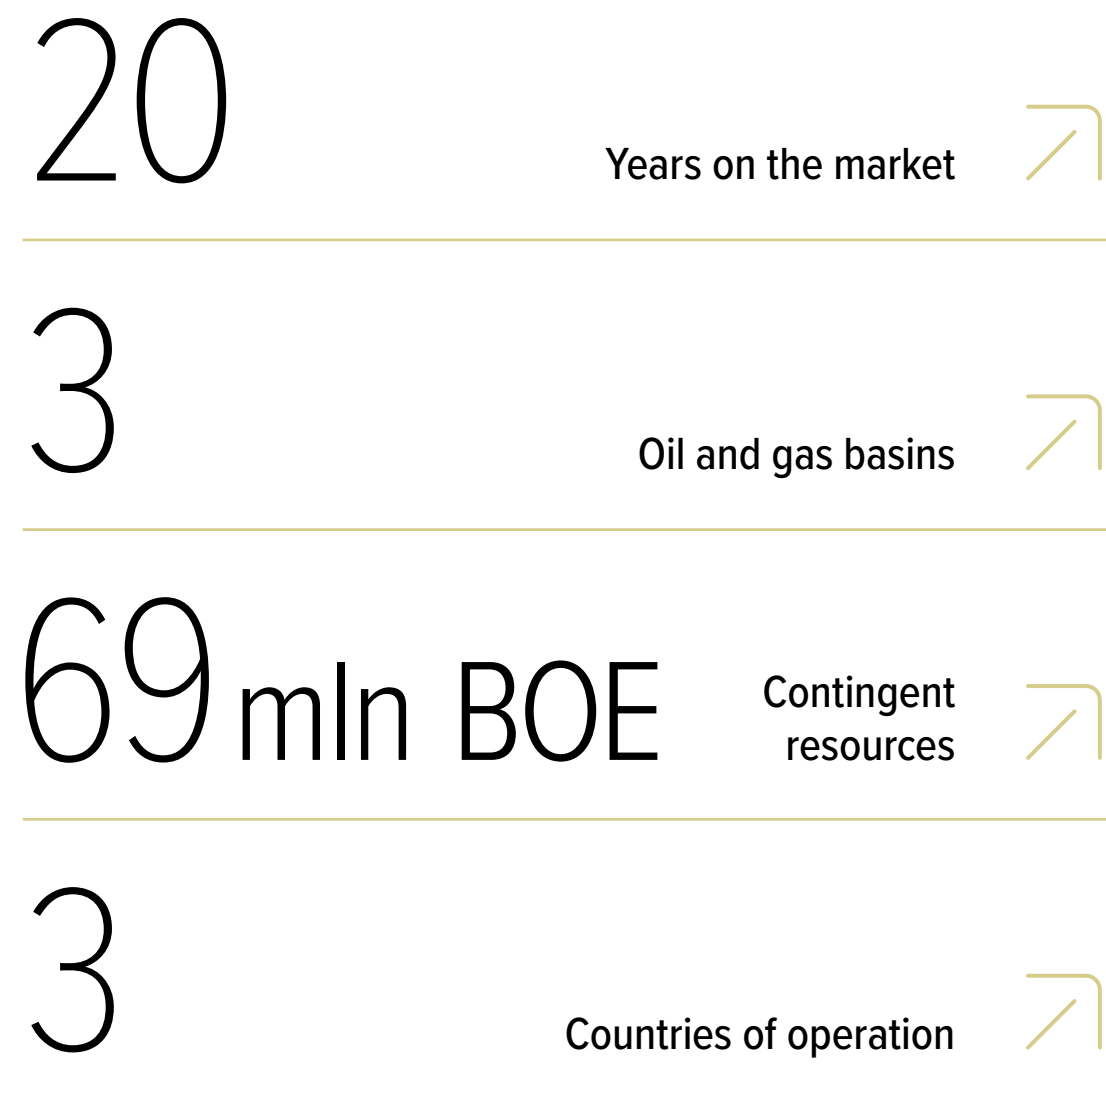 20
Years on the market
3
Oil and gas basins
69 mln BOE
Contingent
resources
3
Countries of operation